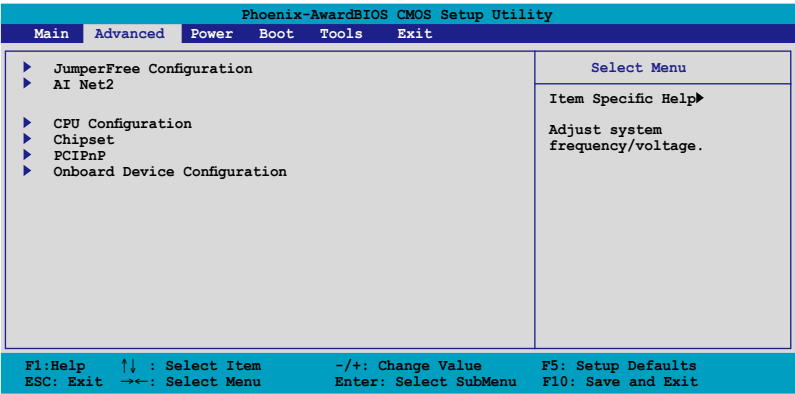 Phoenix-AwardBIOS CMOS Setup Utility
Main Advanced Power Boot Tools Exit
JumperFree Configuration
AI Net2
CPU Configuration
Chipset
PCIPnP
Onboard Device Configuration
Select Menu
Item Specific Help
Adjust system
frequency/voltage.
F1:Help ↑↓ : Select Item -/+: Change Value F5: Setup Defaults
ESC: Exit →←: Select Menu Enter: Select SubMenu F10: Save and Exit